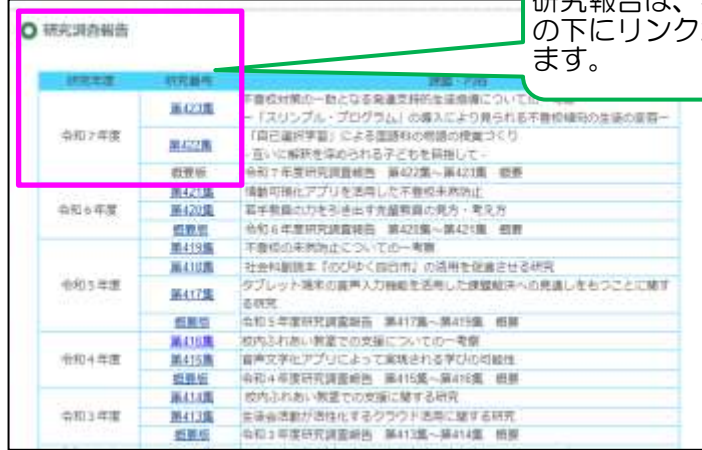 研究報告は、
の下にリンク
ます。
研究調査報告
研究年度 研究番号 課題・内容
令和7年度
第423集 不登校対策の一助となる発達支持的生徒指導について
ー「スリンプル・プログラム」の導入により見られる不登校傾向の生徒の変容ー
第422集 「自己選択学習」による国語科の物語の授業づくり
- 互いに解釈を深められる子どもを目指して -
概要版 令和7年度研究調査報告 第422集～第423集 概要
令和6年度
第421集 情動可視化アプリを活用した不登校未然防止
第420集 若手教員の力を引き出す先輩教員の見方・考え方
概要版 令和6年度研究調査報告 第420集～第421集 概要
令和5年度
第419集 不登校の未然防止についての一考察
第418集 社会科副読本『のびゆく四日市』の活用を促進させる研究
第417集 タブレット端末の音声入力機能を活用した課題解決への見通しをもつことに関す
る研究
概要版 令和5年度研究調査報告 第417集～第419集 概要
令和4年度
第416集 校内ふれあい教室での支援についての一考察
第415集 音声文字化アプリによって実現される学びの可能性
概要版 令和4年度研究調査報告 第415集～第416集 概要
令和3年度
第414集 校内ふれあい教室での支援に関する研究
第413集 生徒会活動が活性化するクラウド活用に関する研究
概要版 令和3年度研究調査報告 第413集～第414集 概要